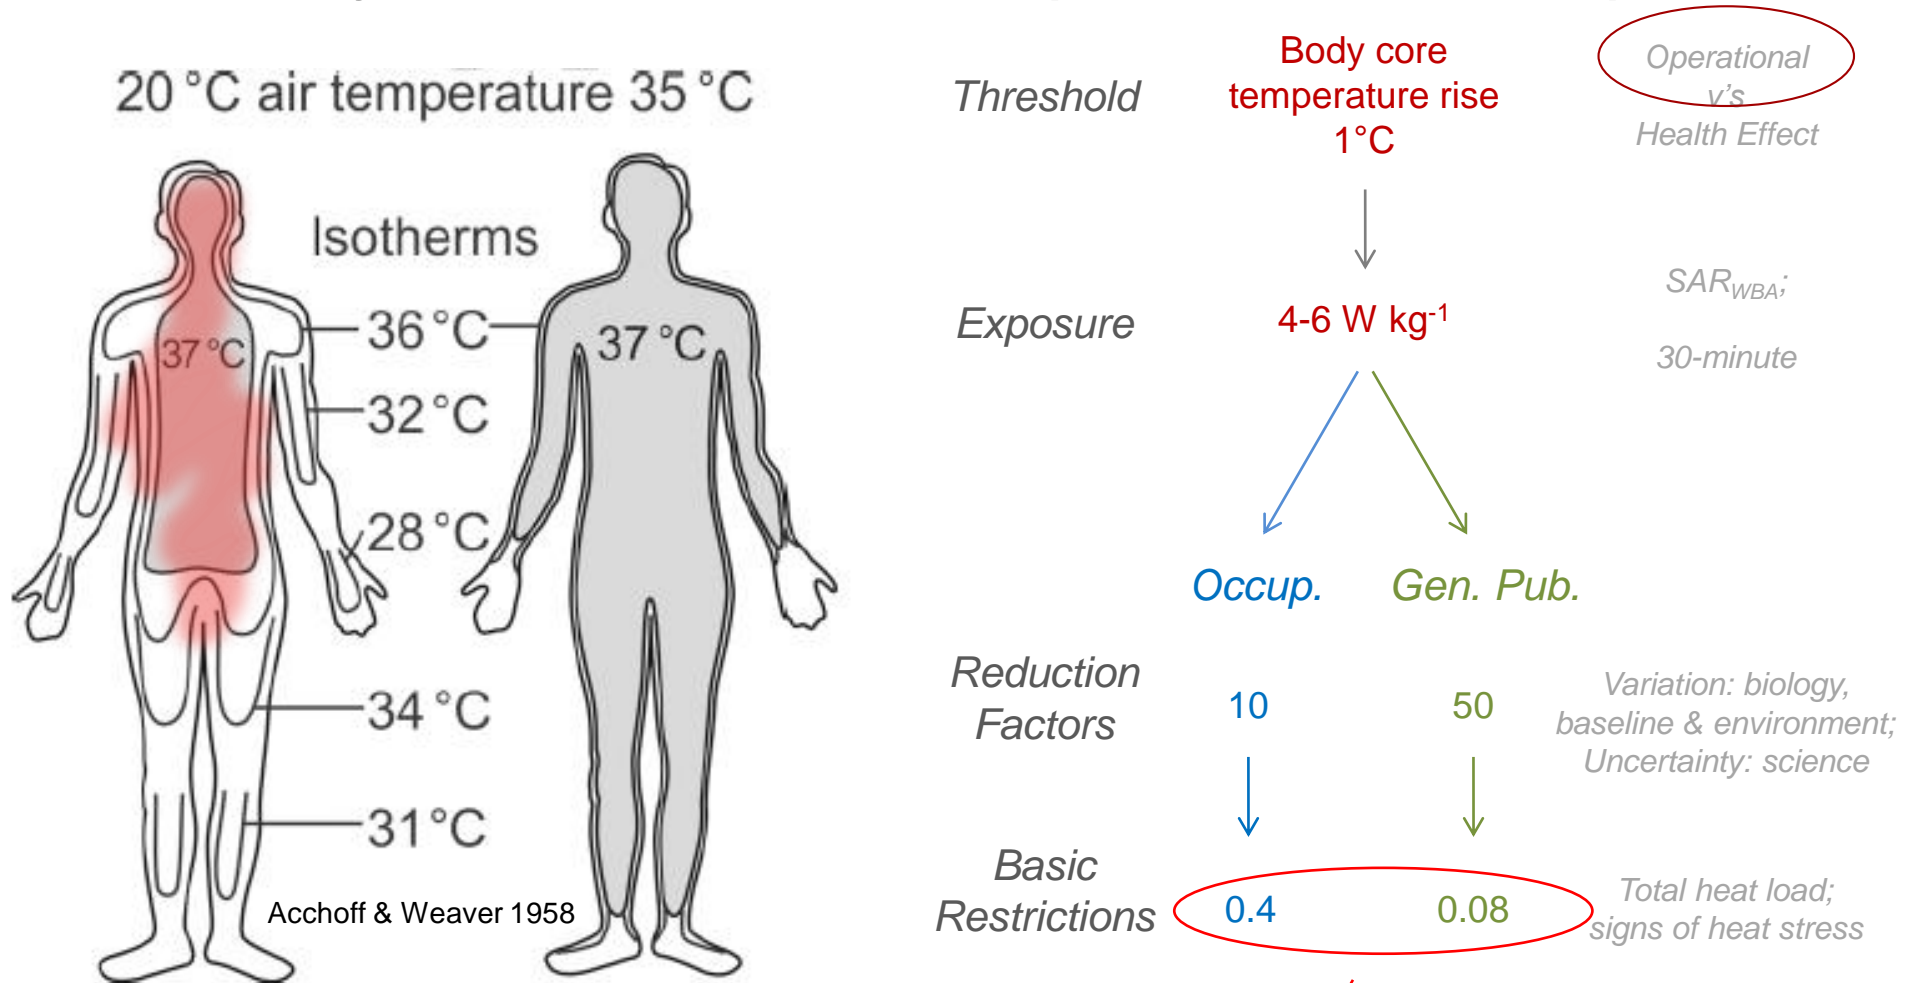 20 °C air temperature 35 °C
Isotherms
36 °C
37 °C
37 °C
32 °C
28 °C
34 °C
31 °C
Acchoff & Weaver 1958
Threshold
Body core
temperature rise
1°C
Operational
v's
Health Effect
Exposure
4-6 W kg⁻¹
SAR_WBA;
30-minute
Occup.
Gen. Pub.
Reduction
Factors
10
50
Variation: biology,
baseline & environment;
Uncertainty: science
Basic
Restrictions
0.4
0.08
Total heat load;
signs of heat stress